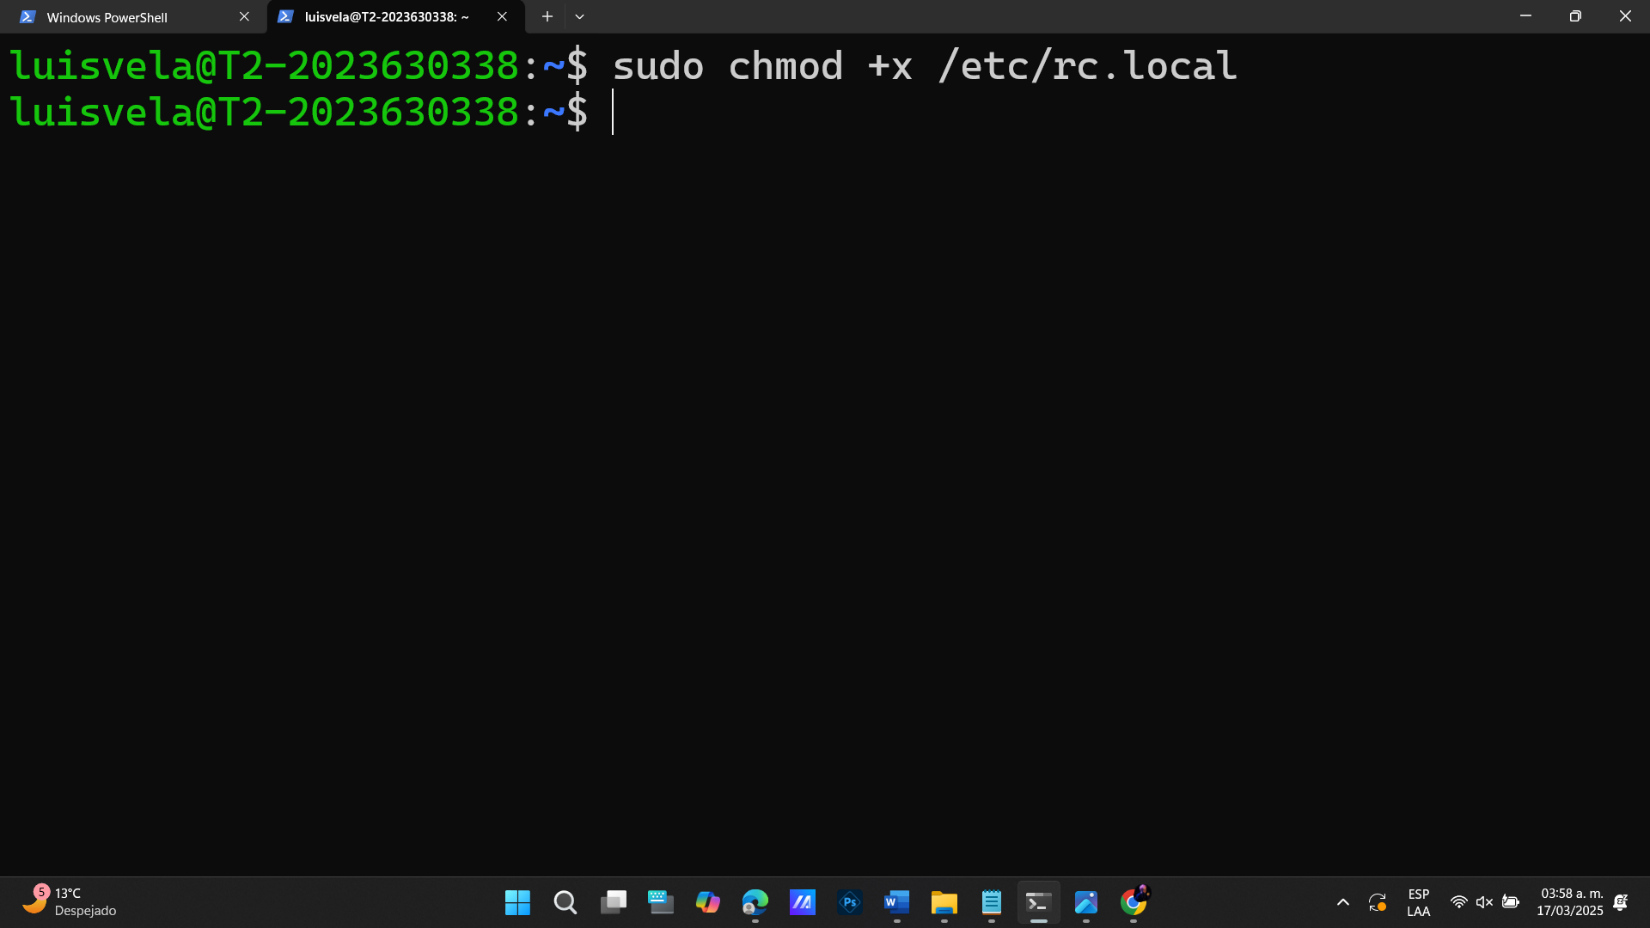 Windows PowerShell
luisvela@T2-2023630338: ~
luisvela@T2-2023630338:~$ sudo chmod +x /etc/rc.local
luisvela@T2-2023630338:~$
5
13°C
Despejado
Ps
W
ESP
LAA
03:58 a. m.
17/03/2025